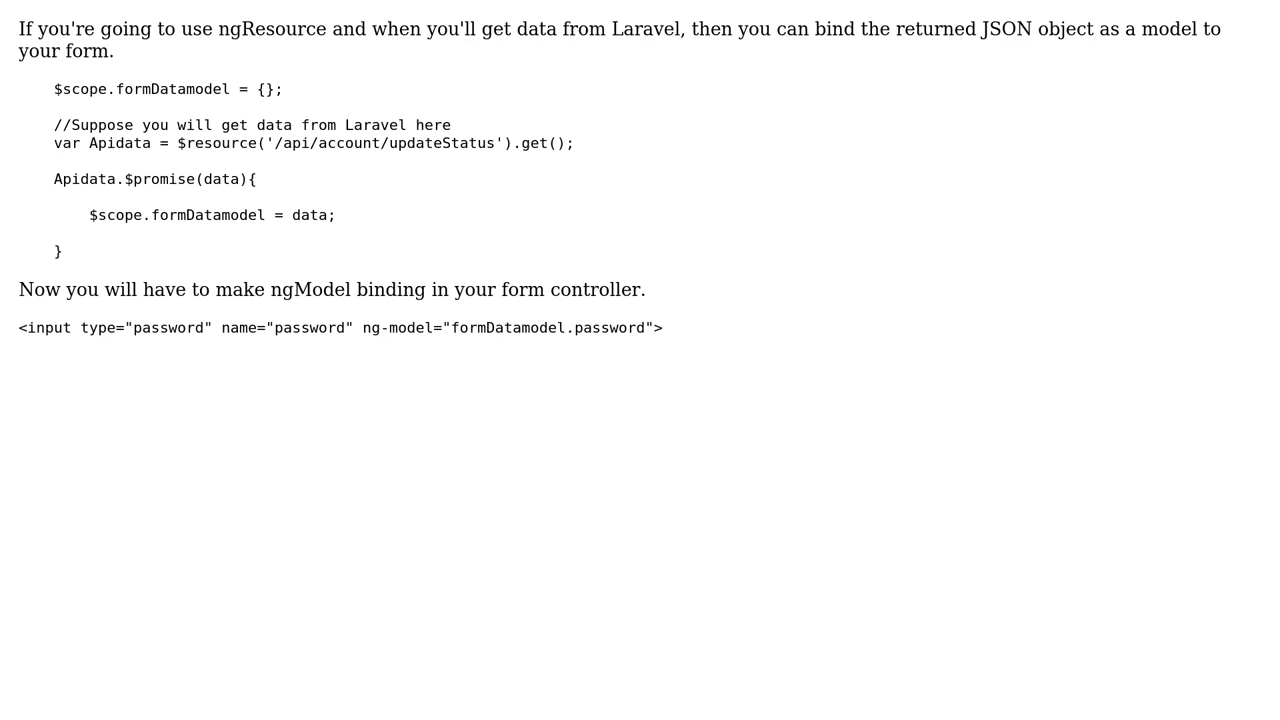 If you're going to use ngResource and when you'll get data from Laravel, then you can bind the returned JSON object as a model to
your form.
$scope.formDatamodel = {};
//Suppose you will get data from Laravel here
var Apidata = $resource('/api/account/updateStatus').get();
Apidata.$promise(data){
$scope.formDatamodel = data;
}
Now you will have to make ngModel binding in your form controller.
<input type="password" name="password" ng-model="formDatamodel.password">